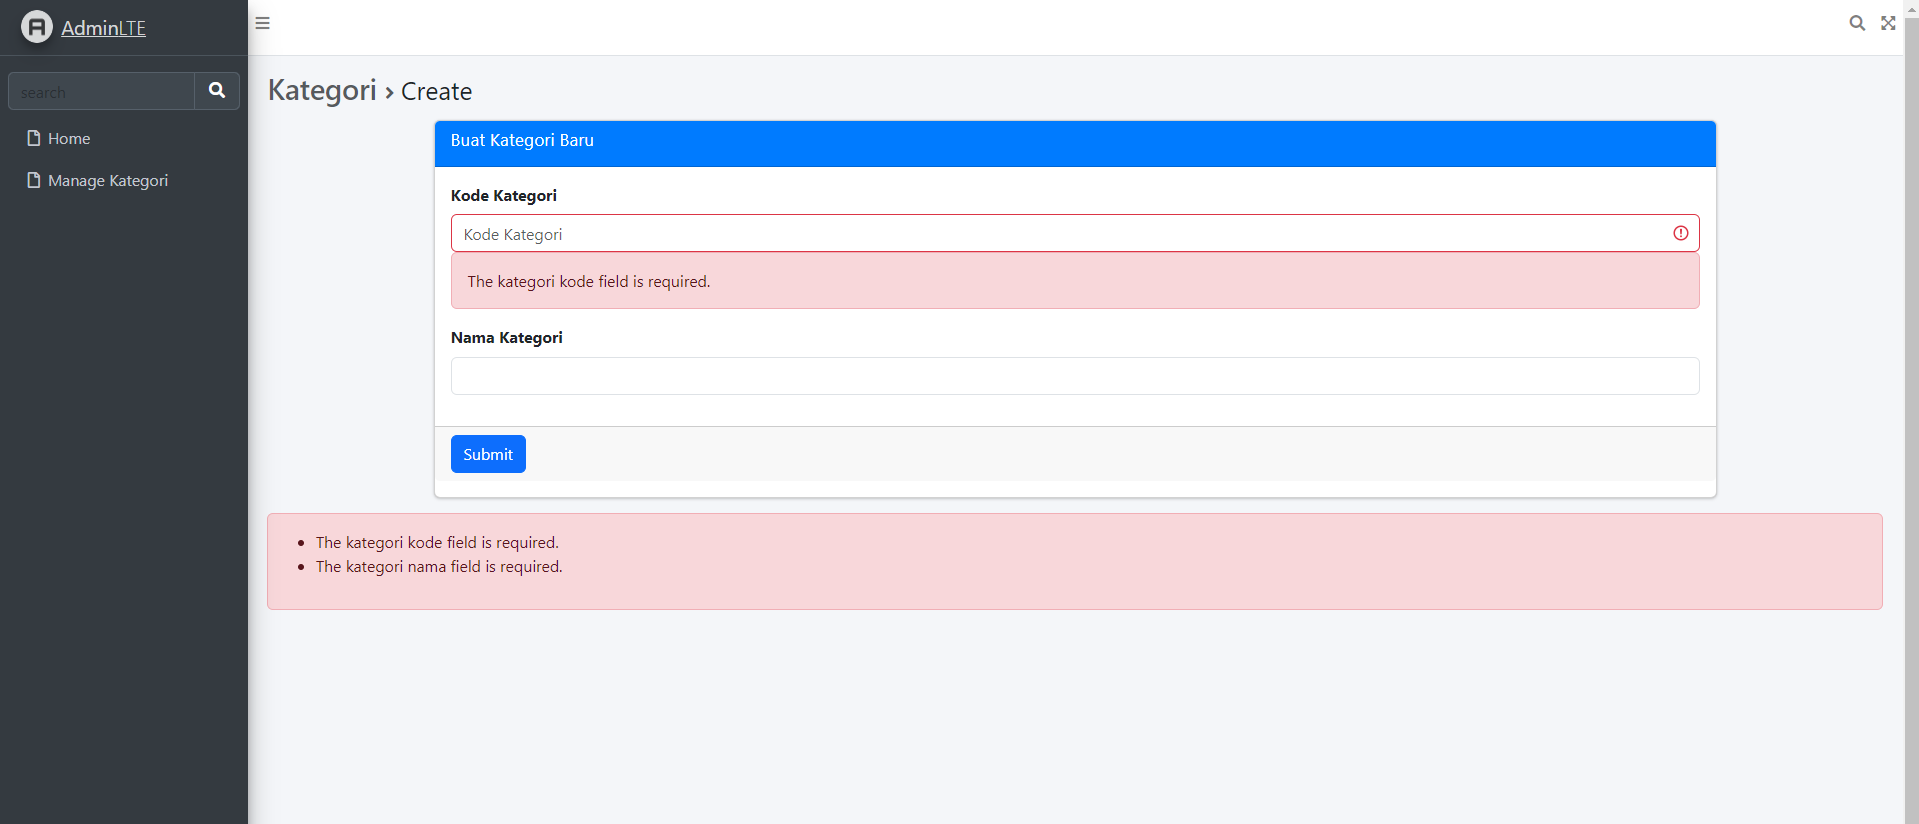 AdminLTE
search
Home
Manage Kategori
Kategori › Create
Buat Kategori Baru
Kode Kategori
Kode Kategori
The kategori kode field is required.
Nama Kategori
Submit
The kategori kode field is required.
The kategori nama field is required.